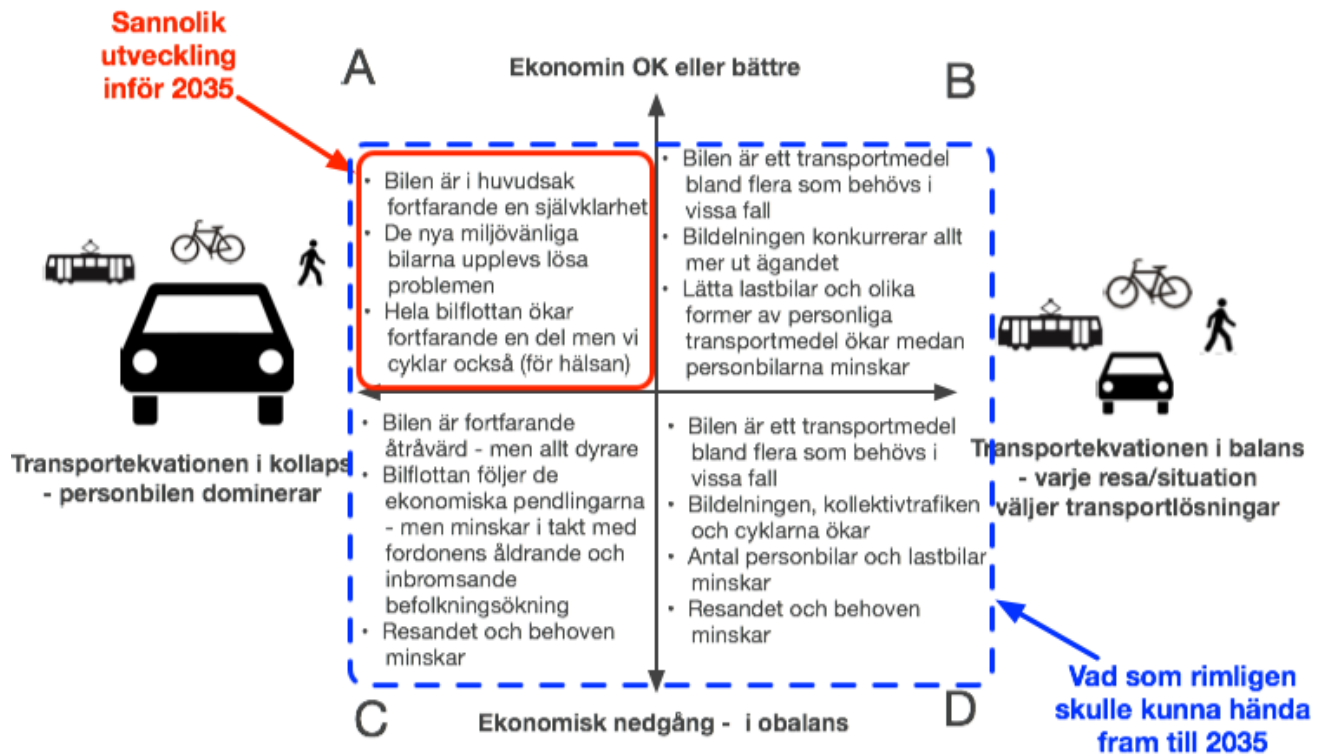 Sannolik
utveckling
inför 2035
A
Ekonomin OK eller bättre
B
• Bilen är i huvudsak
fortfarande en självklarhet
• De nya miljövänliga
bilarna upplevs lösa
problemen
• Hela bilflottan ökar
fortfarande en del men vi
cyklar också (för hälsan)
• Bilen är ett transportmedel
bland flera som behövs i
vissa fall
• Bildelningen konkurrerar allt
mer ut ägandet
• Lätta lastbilar och olika
former av personliga
transportmedel ökar medan
personbilarna minskar
Transportekvationen i kollaps
- personbilen dominerar
• Bilen är fortfarande
åtråvärd - men allt dyrare
• Bilflottan följer de
ekonomiska pendlingarna
- men minskar i takt med
fordonens åldrande och
inbromsande
befolkningsökning
• Resandet och behoven
minskar
• Bilen är ett transportmedel
bland flera som behövs i
vissa fall
• Bildelningen, kollektivtrafiken
och cyklarna ökar
• Antal personbilar och lastbilar
minskar
• Resandet och behoven
minskar
Transportekvationen i balans
- varje resa/situation
väljer transportlösningar
C
Ekonomisk nedgång - i obalans
D
Vad som rimligen
skulle kunna hända
fram till 2035